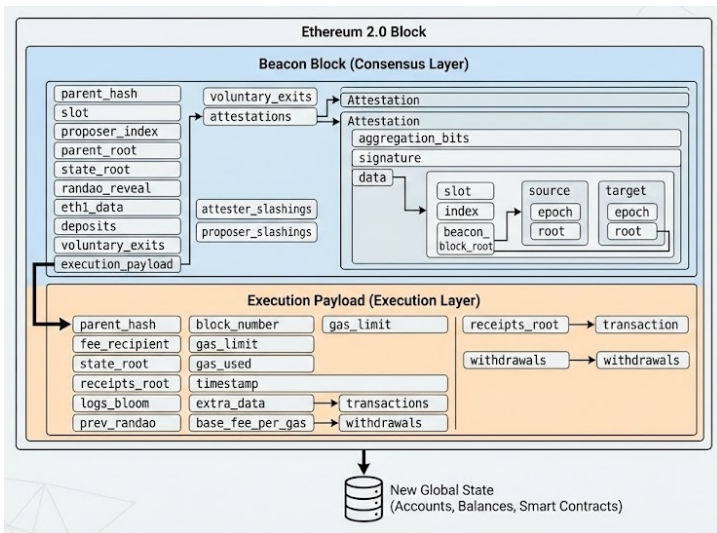 Ethereum 2.0 Block
Beacon Block (Consensus Layer)
parent_hash
slot
proposer_index
parent_root
state_root
randao_reveal
eth1_data
deposits
voluntary_exits
execution_payload
voluntary_exits
attestations
attester_slashings
proposer_slashings
Attestation
Attestation
aggregation_bits
signature
data
slot
index
beacon_
block_root
source
epoch
root
target
epoch
root
Execution Payload (Execution Layer)
parent_hash
fee_recipient
state_root
receipts_root
logs_bloom
prev_randao
block_number
gas_limit
gas_used
timestamp
extra_data
base_fee_per_gas
gas_limit
transactions
withdrawals
receipts_root
transaction
withdrawals
withdrawals
New Global State
(Accounts, Balances, Smart Contracts)